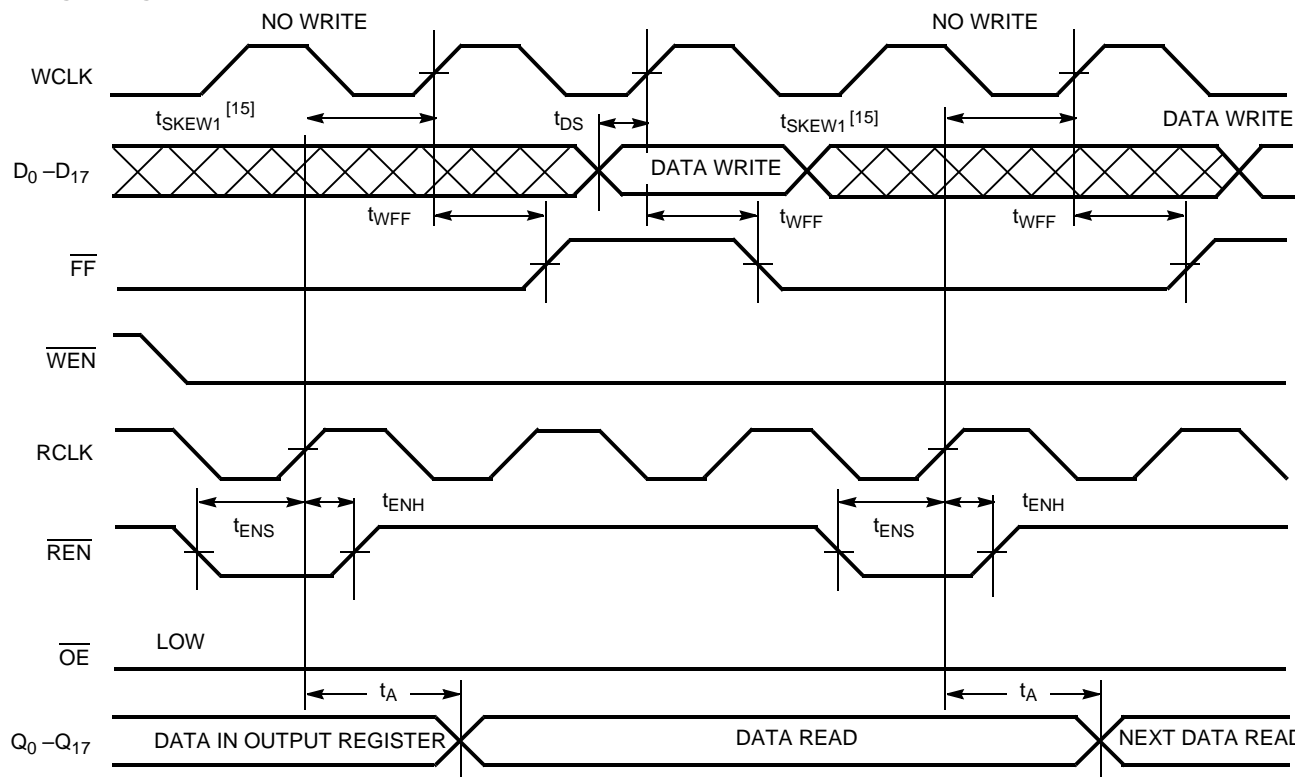 NO WRITE
NO WRITE
WCLK
tSKEW1 [15]
tDS
tSKEW1 [15]
DATA WRITE
D0 –D17
DATA WRITE
tWFF
tWFF
tWFF
FF
WEN
RCLK
tENS
tENH
tENS
tENH
REN
OE
LOW
tA
tA
Q0 –Q17
DATA IN OUTPUT REGISTER
DATA READ
NEXT DATA READ